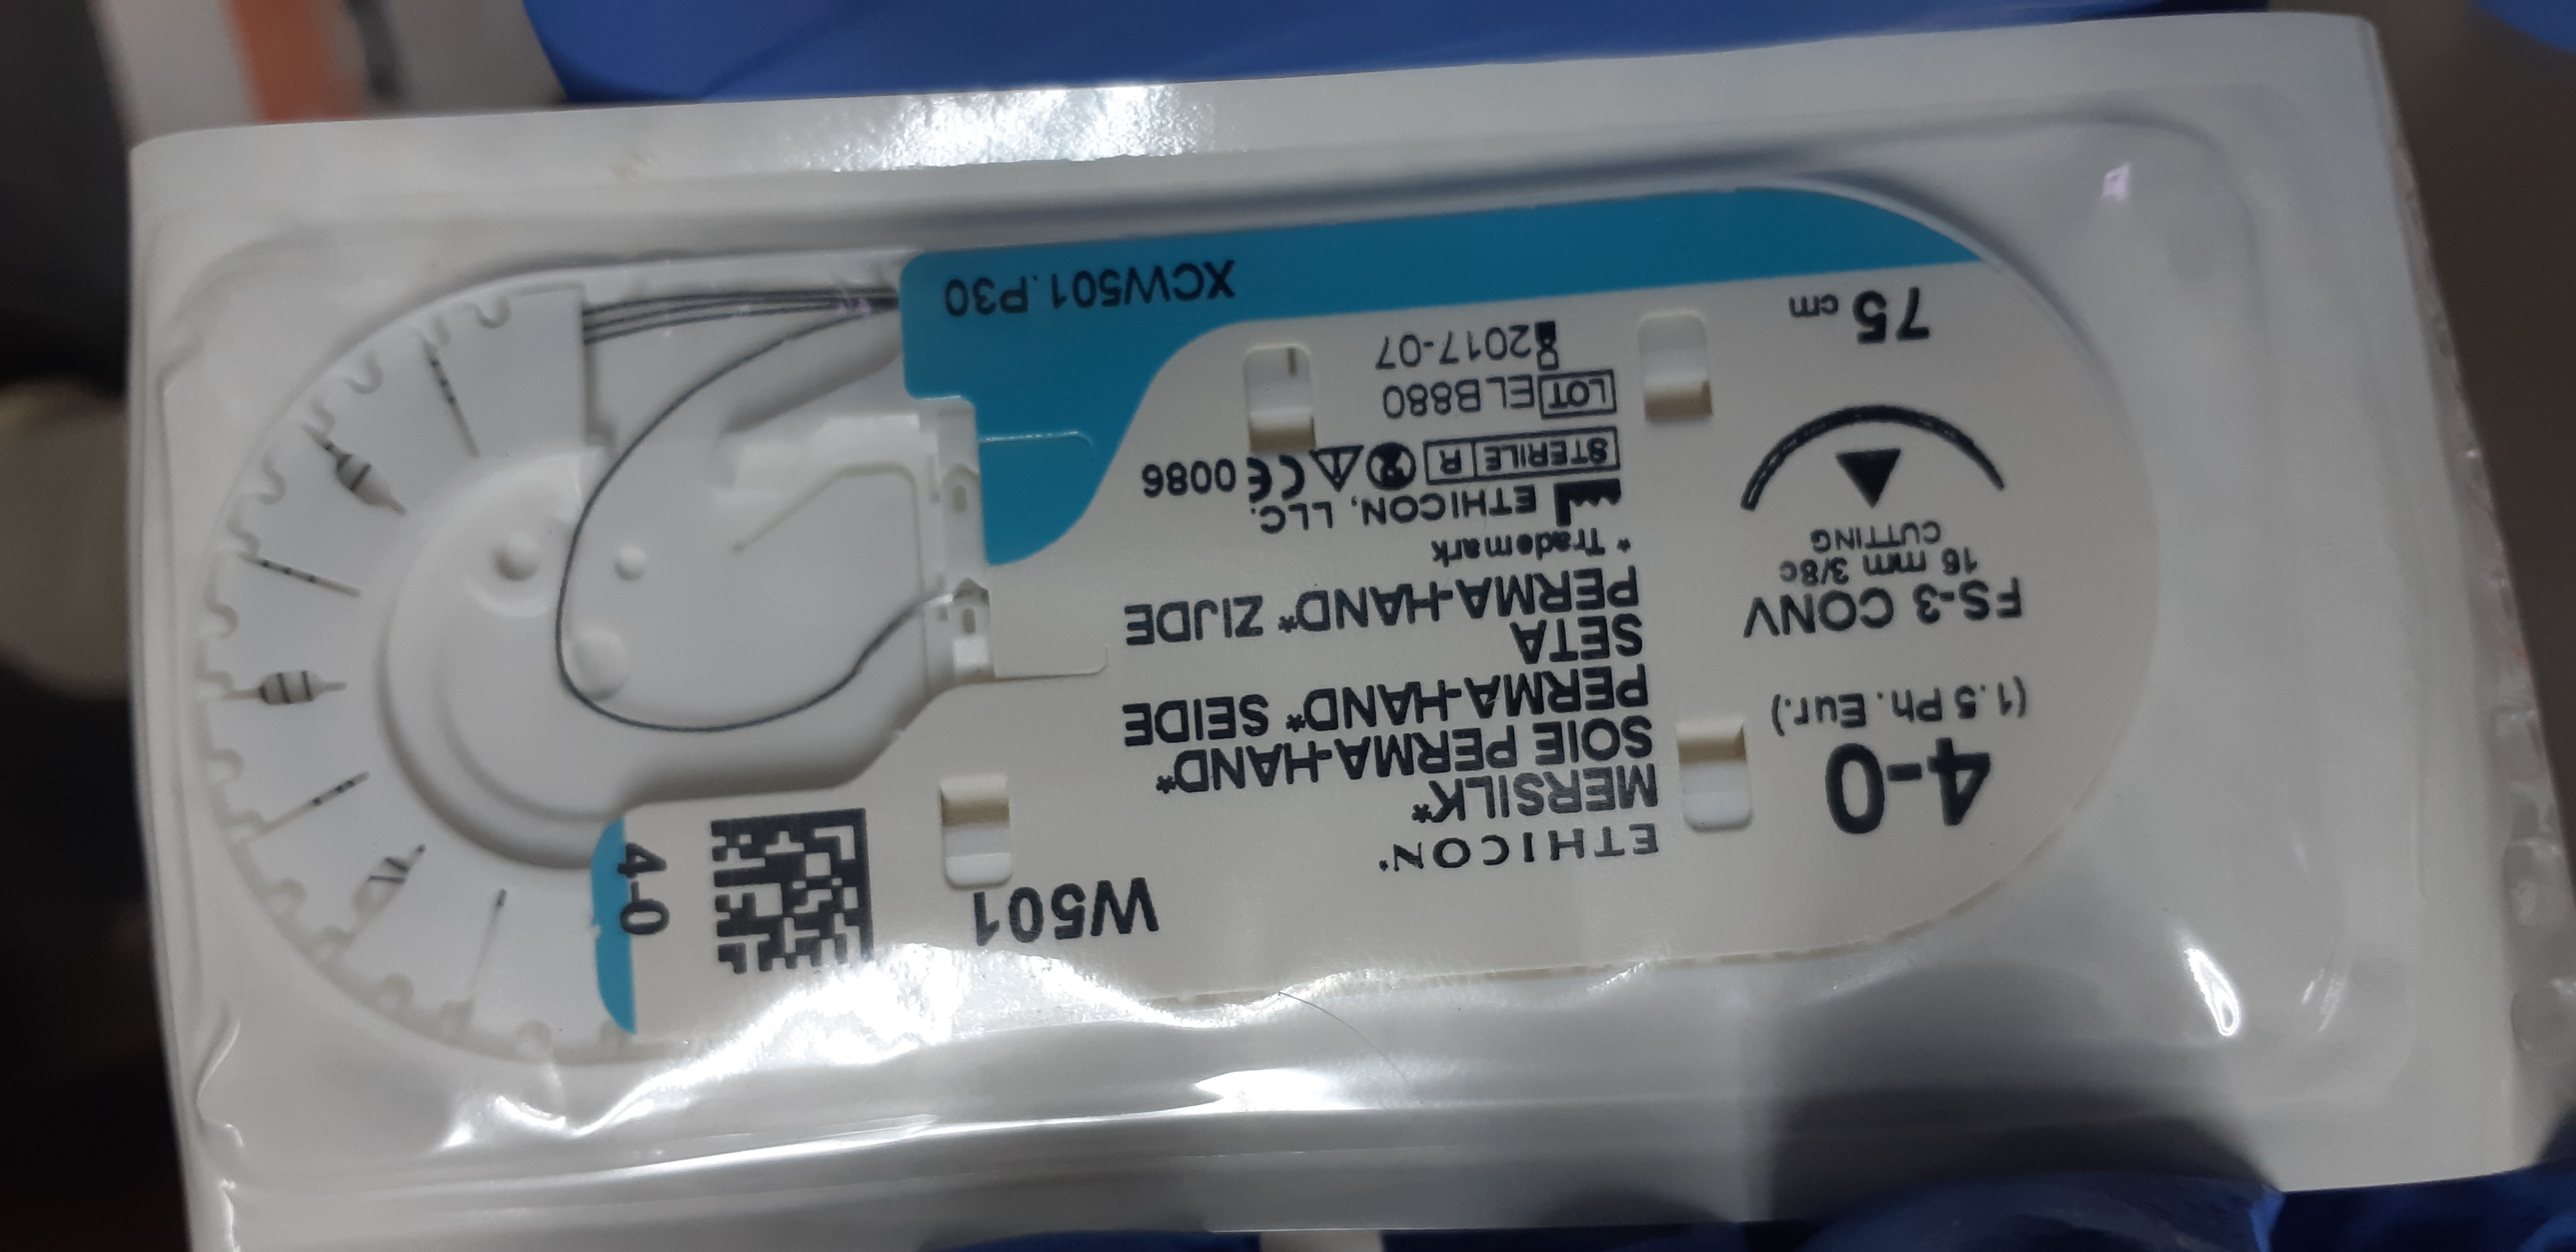 W501
4-0
ETHICON*
MERSILK*
SOIE PERMA-HAND*
PERMA-HAND* SEIDE
SETA
PERMA-HAND* ZIJDE
* Trademark
ETHICON, LLC.
STERILE R CE 0086
LOT ELB880
2017-07
XCW501.P30
4-0
(1.5 Ph. Eur.)
FS-3 CONV
16 mm 3/8c
CUTTING
75 cm